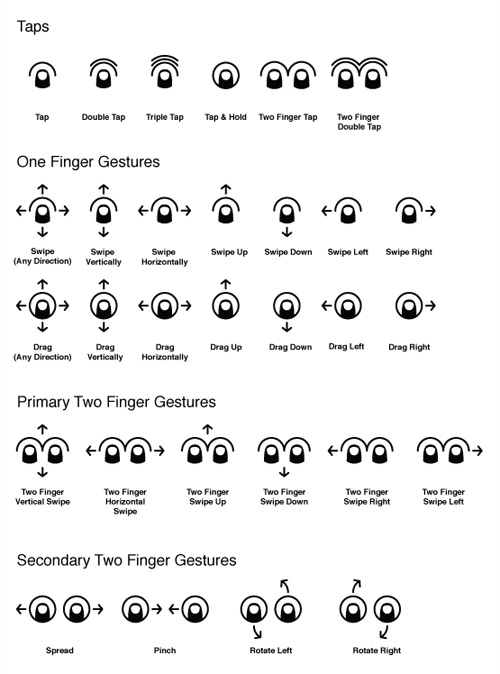 Taps
Tap
Double Tap
Triple Tap
Tap & Hold
Two Finger Tap
Two Finger
Double Tap
One Finger Gestures
Swipe
(Any Direction)
Swipe
Vertically
Swipe
Horizontally
Swipe Up
Swipe Down
Swipe Left
Swipe Right
Drag
(Any Direction)
Drag
Vertically
Drag
Horizontally
Drag Up
Drag Down
Drag Left
Drag Right
Primary Two Finger Gestures
Two Finger
Vertical Swipe
Two Finger
Horizontal
Swipe
Two Finger
Swipe Up
Two Finger
Swipe Down
Two Finger
Swipe Right
Two Finger
Swipe Left
Secondary Two Finger Gestures
Spread
Pinch
Rotate Left
Rotate Right